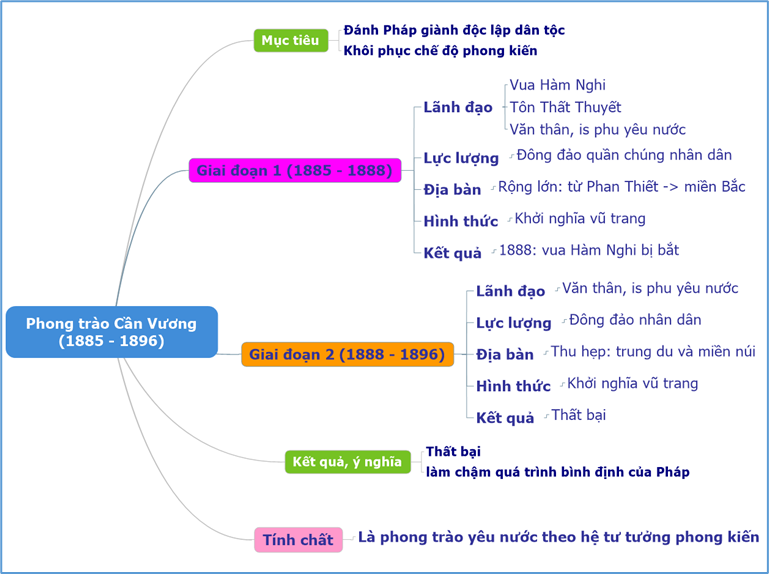 Mục tiêu
Đánh Pháp giành độc lập dân tộc
Khôi phục chế độ phong kiến
Giai đoạn 1 (1885 - 1888)
Lãnh đạo
Vua Hàm Nghi
Tôn Thất Thuyết
Văn thân, is phu yêu nước
Lực lượng
Đông đảo quần chúng nhân dân
Địa bàn
Rộng lớn: từ Phan Thiết -> miền Bắc
Hình thức
Khởi nghĩa vũ trang
Kết quả
1888: vua Hàm Nghi bị bắt
Phong trào Cần Vương
(1885 - 1896)
Giai đoạn 2 (1888 - 1896)
Lãnh đạo
Văn thân, is phu yêu nước
Lực lượng
Đông đảo nhân dân
Địa bàn
Thu hẹp: trung du và miền núi
Hình thức
Khởi nghĩa vũ trang
Kết quả
Thất bại
Kết quả, ý nghĩa
Thất bại
làm chậm quá trình bình định của Pháp
Tính chất
Là phong trào yêu nước theo hệ tư tưởng phong kiến